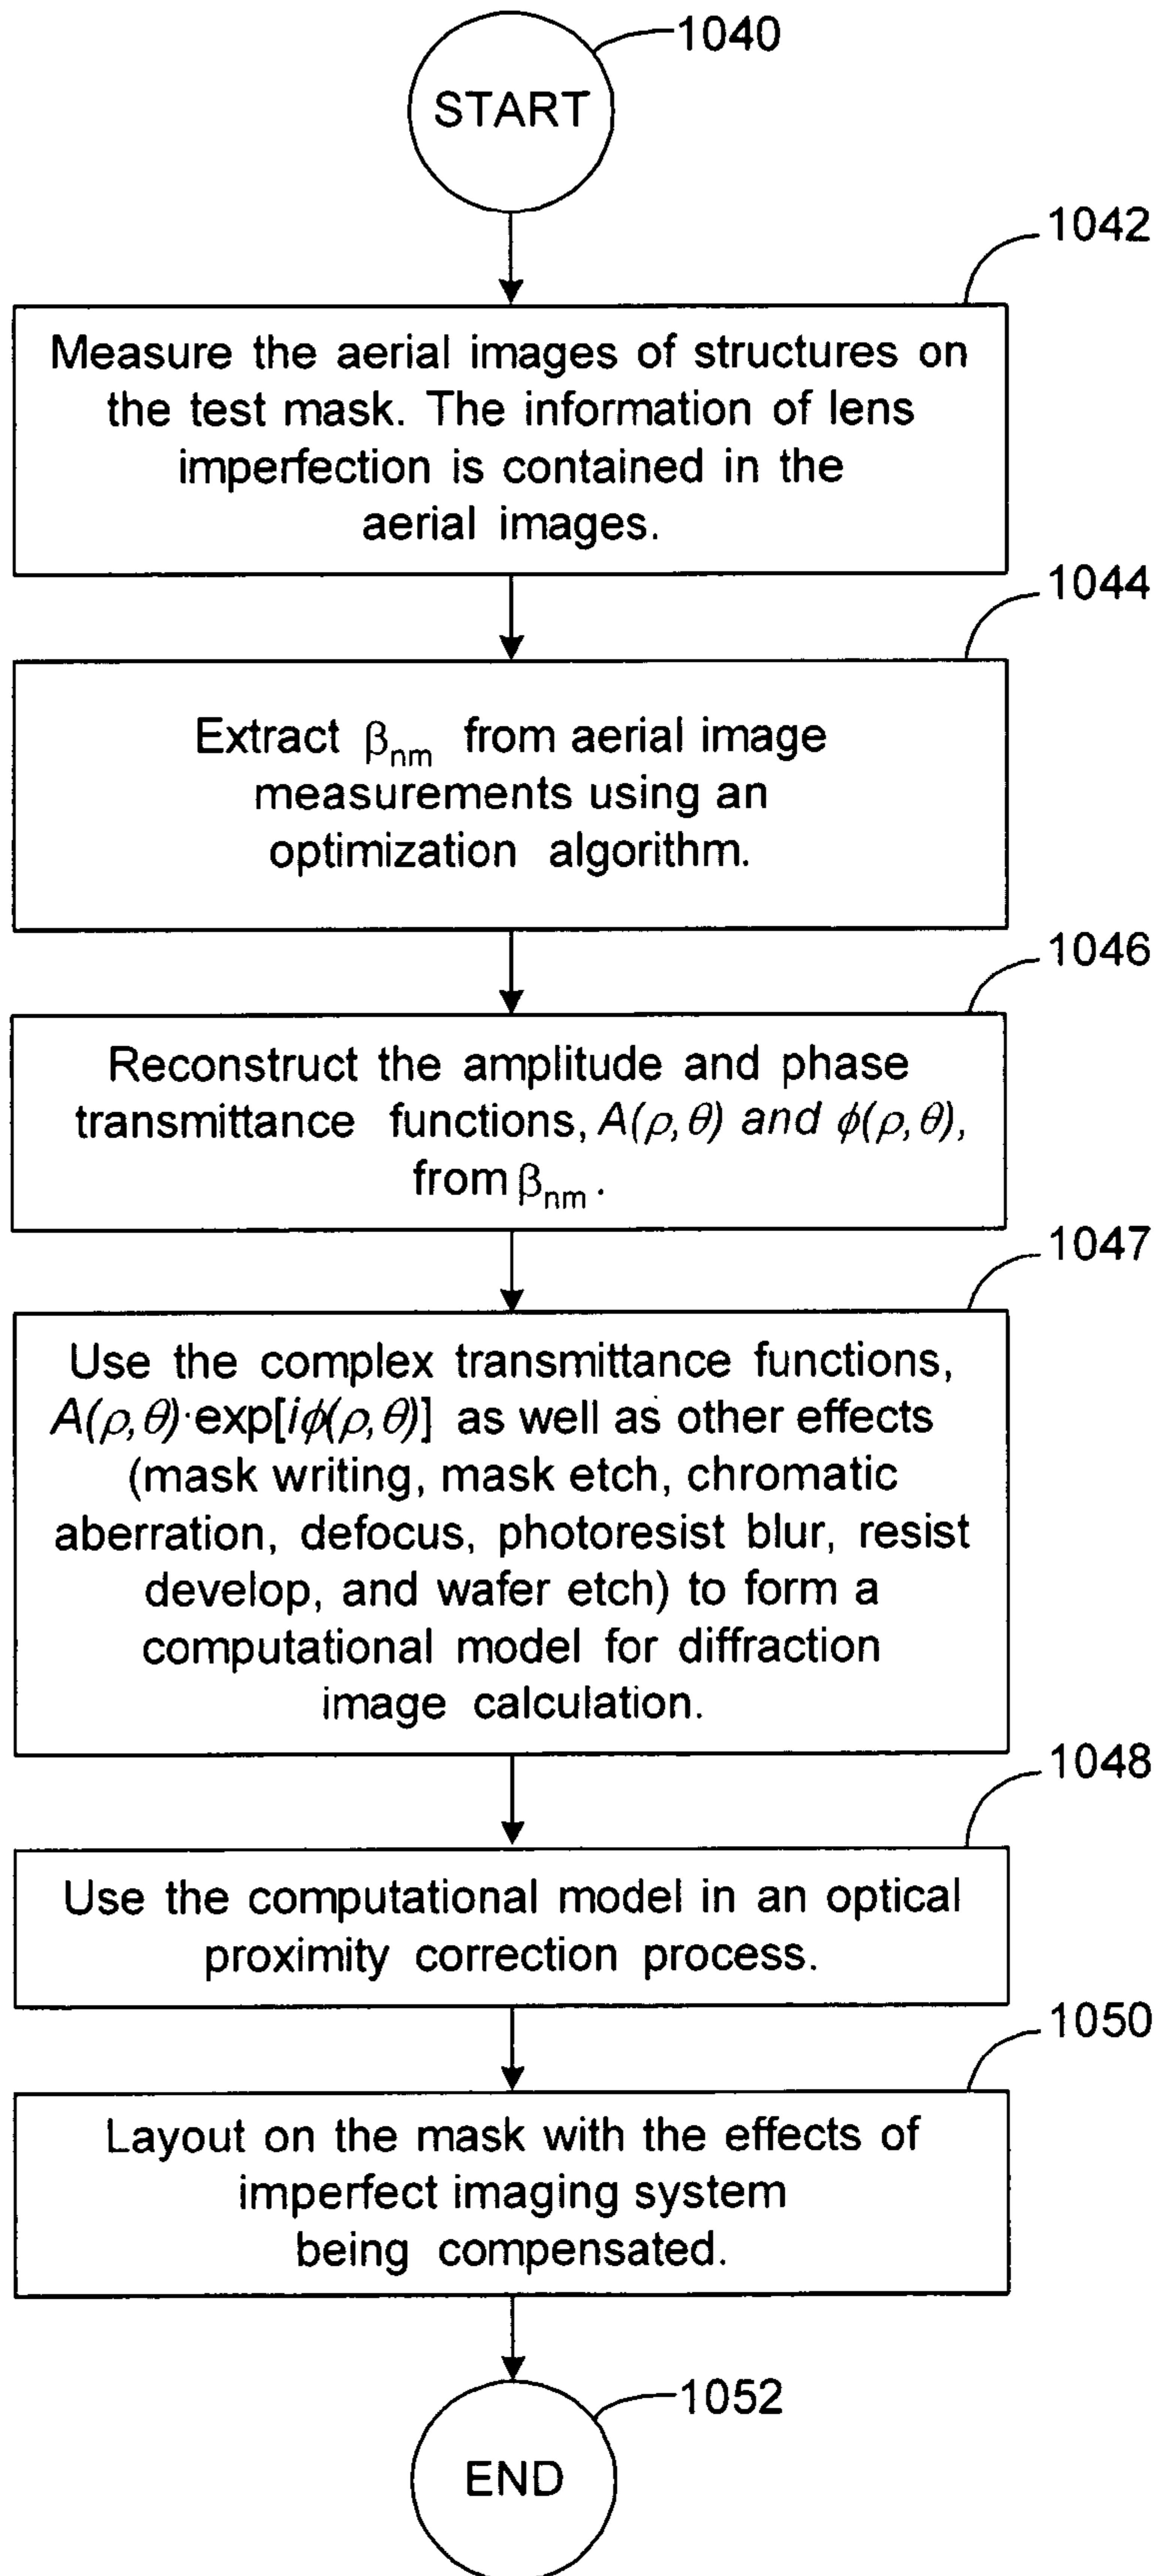 1040
START
1042
Measure the aerial images of structures on
the test mask. The information of lens
imperfection is contained in the
aerial images.
1044
Extract βnm from aerial image
measurements using an
optimization algorithm.
1046
Reconstruct the amplitude and phase
transmittance functions, A(ρ, θ) and ϕ(ρ, θ),
from βnm.
1047
Use the complex transmittance functions,
A(ρ, θ)·exp[iϕ(ρ, θ)] as well as other effects
(mask writing, mask etch, chromatic
aberration, defocus, photoresist blur, resist
develop, and wafer etch) to form a
computational model for diffraction
image calculation.
1048
Use the computational model in an optical
proximity correction process.
1050
Layout on the mask with the effects of
imperfect imaging system
being compensated.
1052
END